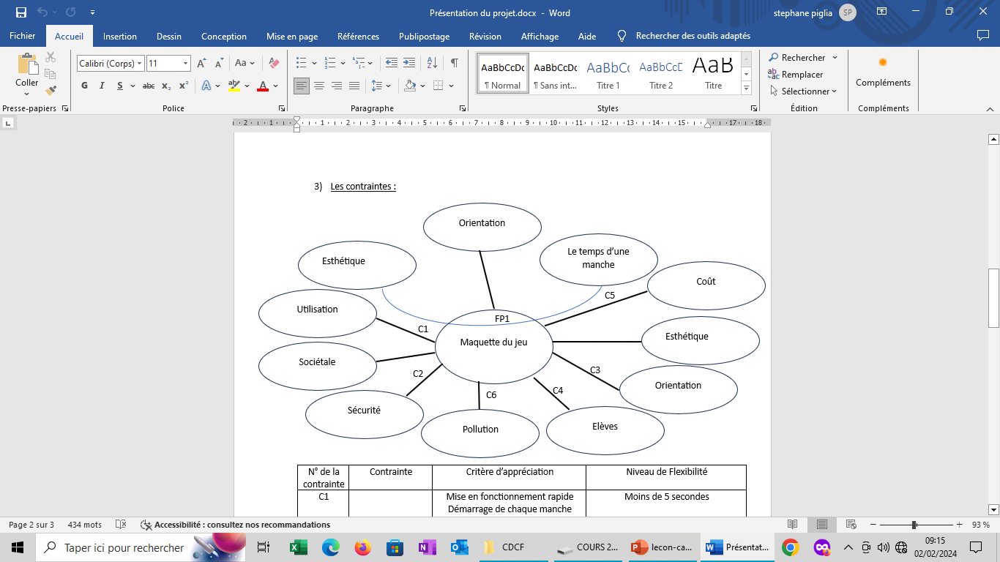 Présentation du projet.docx - Word
stephane piglia
SP
Fichier
Accueil
Insertion
Dessin
Conception
Mise en page
Références
Publipostage
Révision
Affichage
Aide
Rechercher des outils adaptés
Coller
Presse-papiers
Calibri (Corps)
11
A A Aa A
G I S abc x₂ x² A ab A
Police
Paragraphe
AaBbCcDc
¶ Normal
AaBbCcDc
¶ Sans int...
AaBbCc
Titre 1
AaBbCcD
Titre 2
AaB
Titre
Styles
Rechercher
Remplacer
Sélectionner
Édition
Compléments
Compléments
2 1 1 2 3 4 5 6 7 8 9 10 11 12 13 14 15 17 18
3) Les contraintes :
Orientation
Le temps d'une
manche
Esthétique
Coût
C5
Utilisation
FP1
C1
Maquette du jeu
Esthétique
Sociétale
C2
C3
Orientation
C6
C4
Sécurité
Pollution
Elèves
N° de la
contrainte
Contrainte
Critère d'appréciation
Niveau de Flexibilité
C1
Mise en fonctionnement rapide
Démarrage de chaque manche
Moins de 5 secondes
Page 2 sur 3
434 mots
Accessibilité : consultez nos recommandations
93 %
Taper ici pour rechercher
CDCF
COURS 2...
lecon-ca...
Présentat...
09:15
02/02/2024